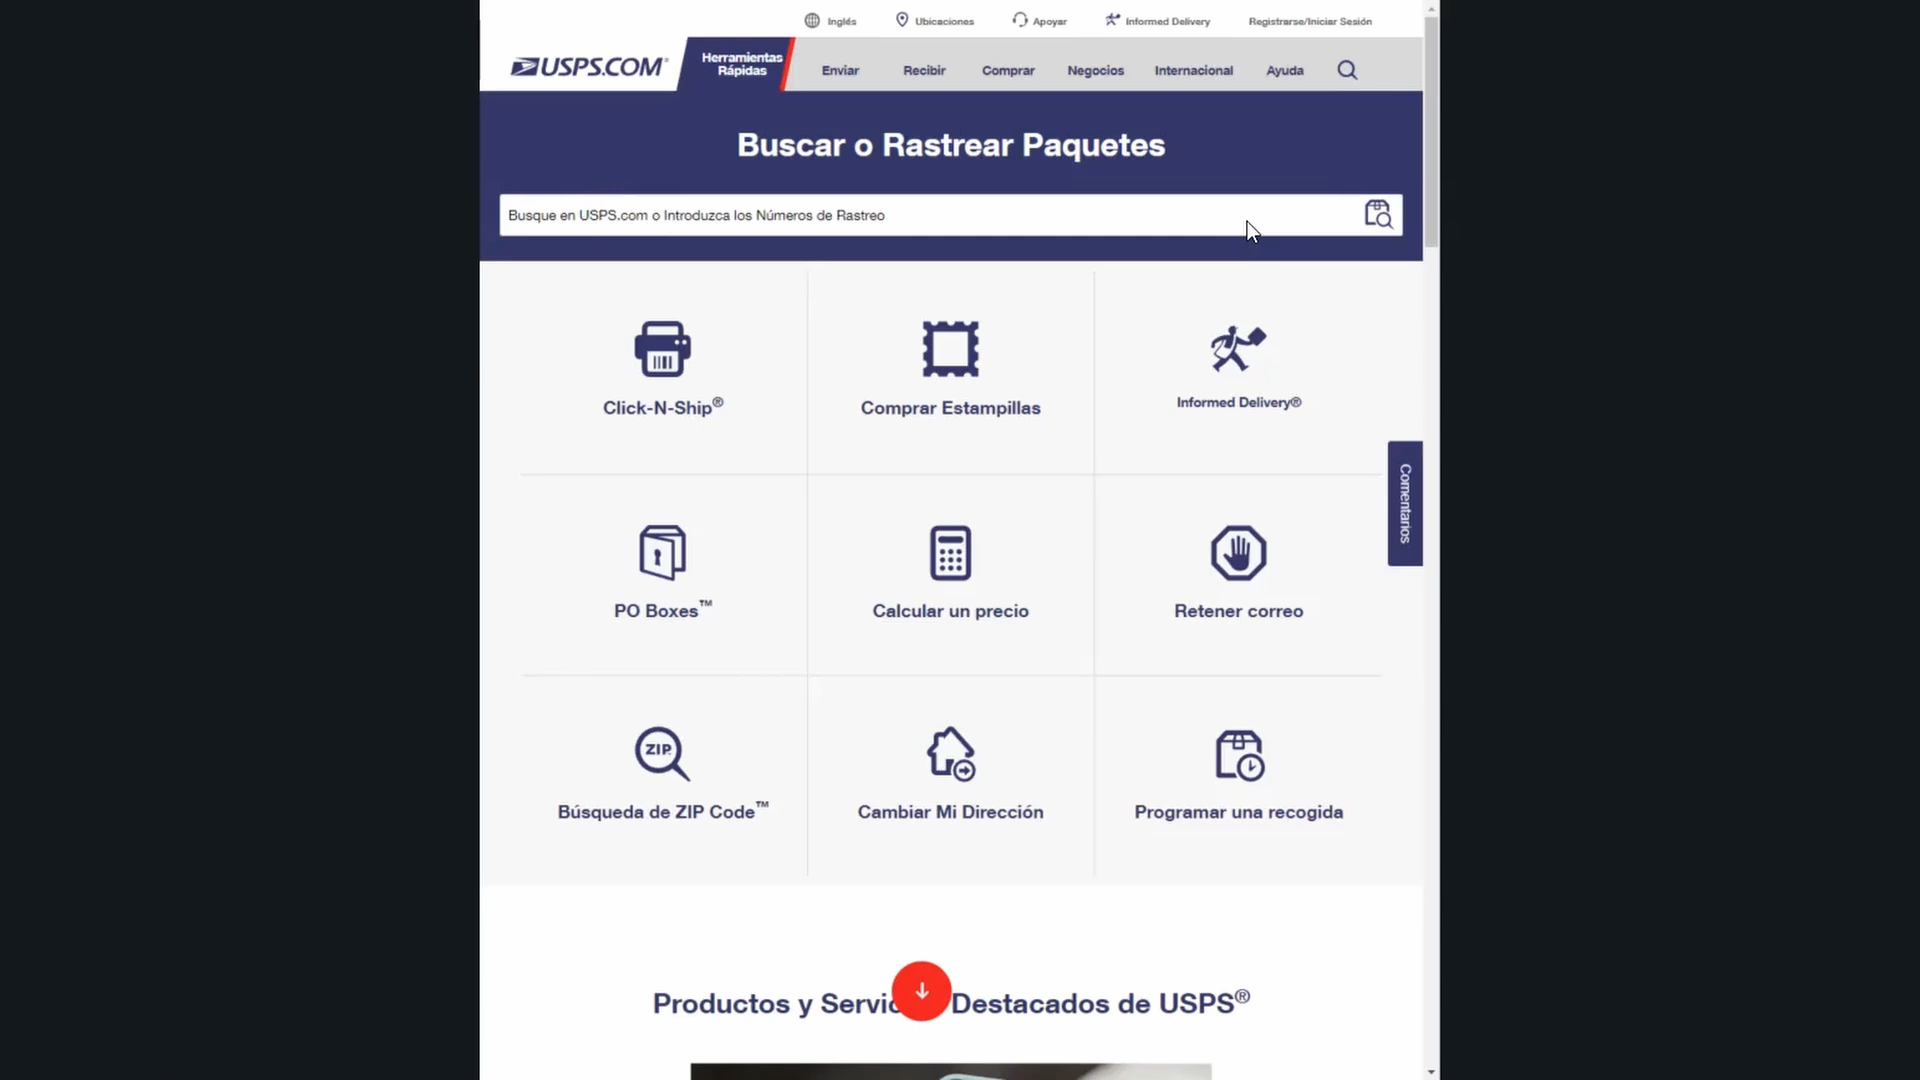 Inglés
Ubicaciones
Apoyar
Informed Delivery
Registrarse/Iniciar Sesión
USPS.COM®
Herramientas
Rápidas
Enviar
Recibir
Comprar
Negocios
Internacional
Ayuda
Buscar o Rastrear Paquetes
Busque en USPS.com o Introduzca los Números de Rastreo
Click-N-Ship®
Comprar Estampillas
Informed Delivery®
Comentarios
PO Boxes™
Calcular un precio
Retener correo
ZIP
Búsqueda de ZIP Code™
Cambiar Mi Dirección
Programar una recogida
Productos y Servic Destacados de USPS®